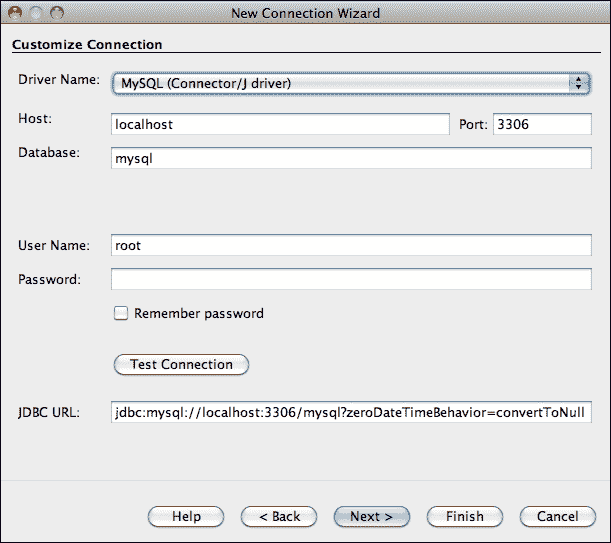 New Connection Wizard
Customize Connection
Driver Name: MySQL (Connector/J driver)
Host: localhost Port: 3306
Database: mysql
User Name: root
Password:
Remember password
Test Connection
JDBC URL: jdbc:mysql://localhost:3306/mysql?zeroDateTimeBehavior=convertToNull
Help < Back Next > Finish Cancel